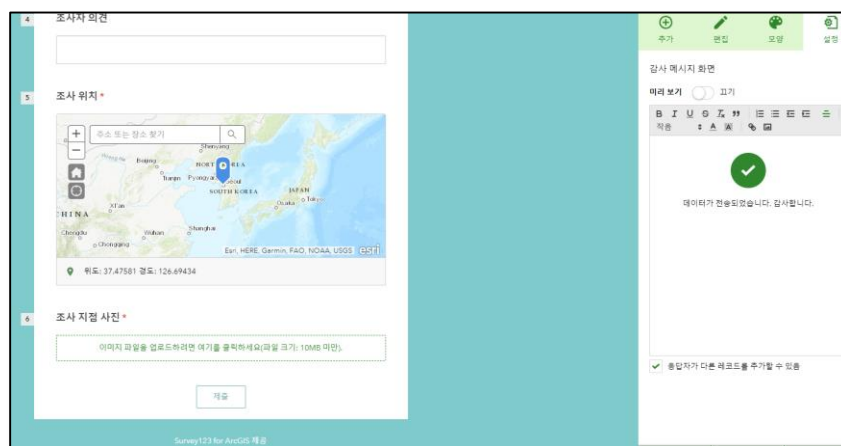 4 조사자 의견
5 조사 위치 *
주소 또는 장소 찾기
Shenyang
Beijing
NORTH KOREA
Tianjin
Seoul
SOUTH KOREA
JAPAN
Tokyo
Osaka
XI'an
CHINA
Chengdu
Wuhan
Shanghai
Chongqing
Esri, HERE, Garmin, FAO, NOAA, USGS esri
위도: 37.47581 경도: 126.69434
6 조사 지점 사진 *
이미지 파일을 업로드하려면 여기를 클릭하세요(파일 크기: 10MB 미만).
제출
Survey123 for ArcGIS 제공
추가 편집 모양 설정
감사 메시지 화면
미리 보기 끄기
작음
데이터가 전송되었습니다. 감사합니다.
응답자가 다른 레코드를 추가할 수 있음